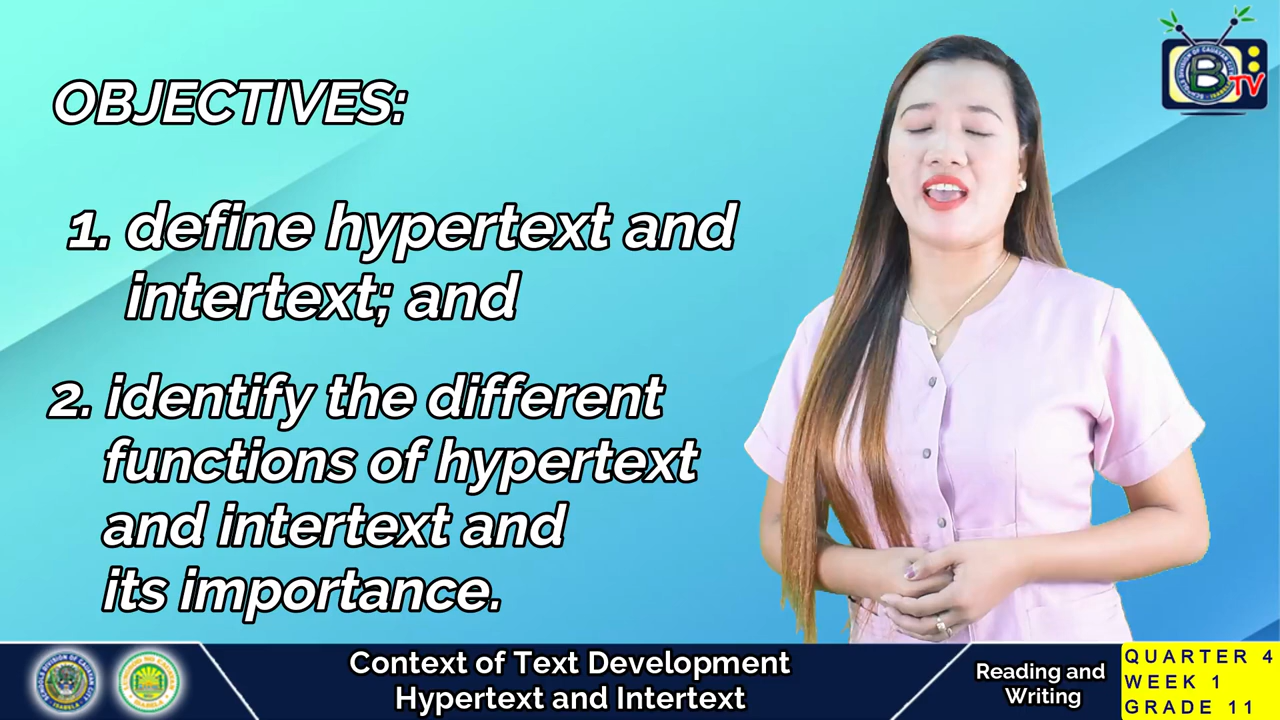 OBJECTIVES:
1. define hypertext and
intertext; and
2. identify the different
functions of hypertext
and intertext and
its importance.
B
TV
Context of Text Development
Hypertext and Intertext
Reading and
Writing
QUARTER 4
WEEK 1
GRADE 11